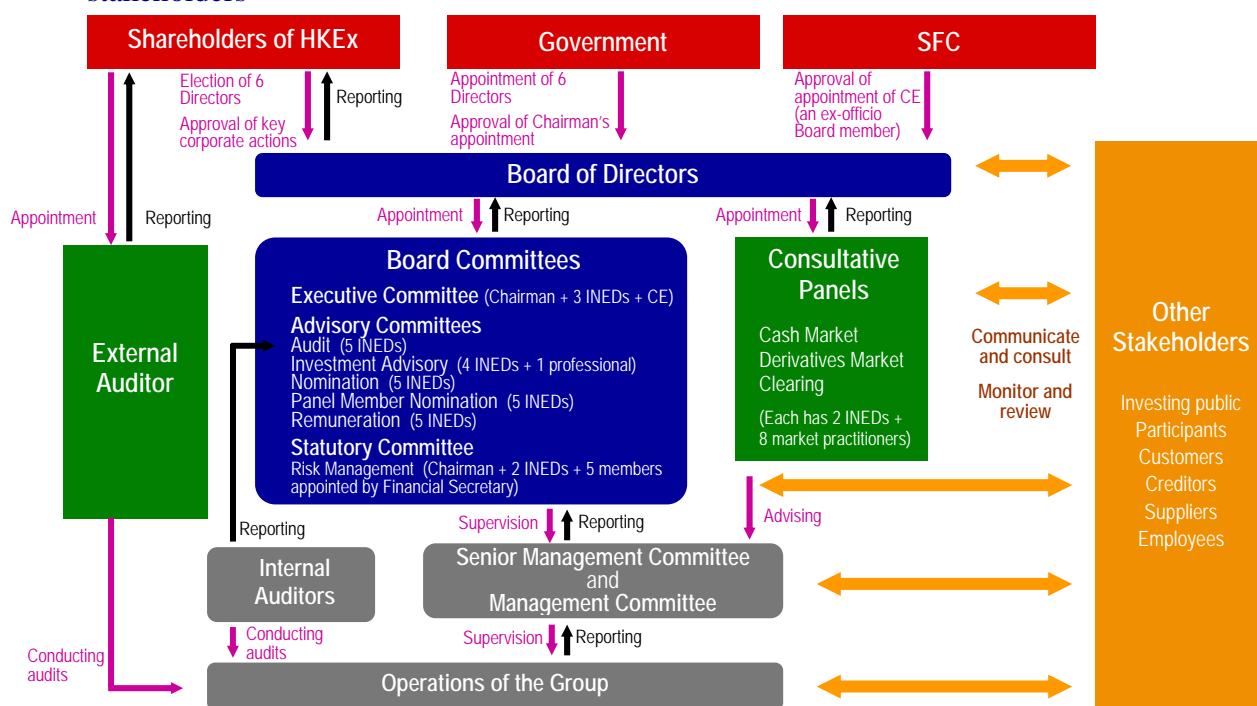 stakeholders
Shareholders of HKEx
Government
SFC
Election of 6
Directors
Approval of key
corporate actions
Reporting
Appointment of 6
Directors
Approval of Chairman's
appointment
Approval of
appointment of CE
(an ex-officio
Board member)
Board of Directors
Appointment
Reporting
Appointment
Reporting
Appointment
Reporting
External
Auditor
Board Committees
Executive Committee (Chairman + 3 INEDs + CE)
Advisory Committees
Audit (5 INEDs)
Investment Advisory (4 INEDs + 1 professional)
Nomination (5 INEDs)
Panel Member Nomination (5 INEDs)
Remuneration (5 INEDs)
Statutory Committee
Risk Management (Chairman + 2 INEDs + 5 members
appointed by Financial Secretary)
Consultative
Panels
Cash Market
Derivatives Market
Clearing
(Each has 2 INEDs +
8 market practitioners)
Communicate
and consult
Monitor and
review
Other
Stakeholders
Investing public
Participants
Customers
Creditors
Suppliers
Employees
Reporting
Supervision
Reporting
Advising
Internal
Auditors
Senior Management Committee
and
Management Committee
Conducting
audits
Supervision
Reporting
Conducting
audits
Operations of the Group